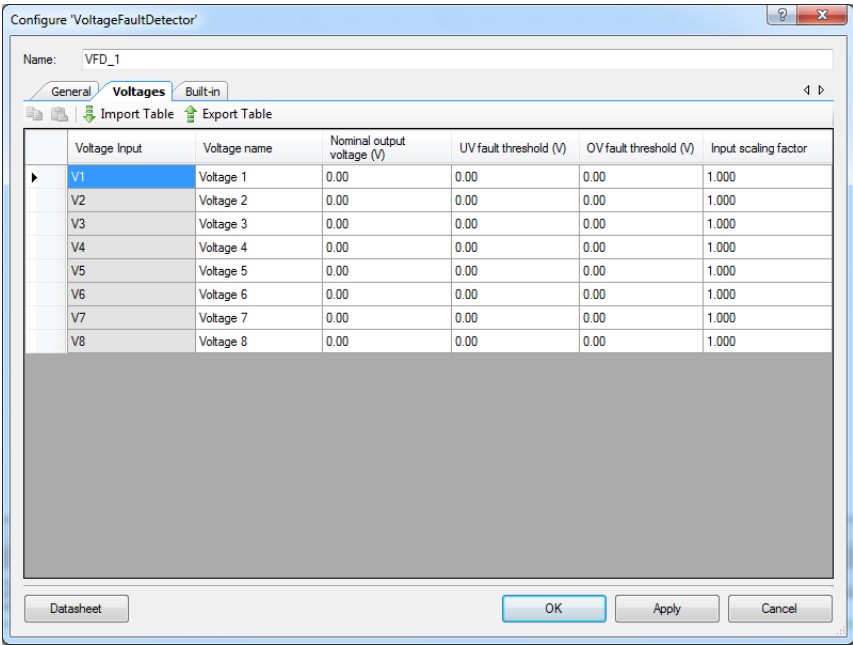 Configure 'VoltageFaultDetector'
Name: VFD_1
General Voltages Built-in
Import Table Export Table
Voltage Input Voltage name Nominal output voltage (V) UV fault threshold (V) OV fault threshold (V) Input scaling factor
V1 Voltage 1 0.00 0.00 0.00 1.000
V2 Voltage 2 0.00 0.00 0.00 1.000
V3 Voltage 3 0.00 0.00 0.00 1.000
V4 Voltage 4 0.00 0.00 0.00 1.000
V5 Voltage 5 0.00 0.00 0.00 1.000
V6 Voltage 6 0.00 0.00 0.00 1.000
V7 Voltage 7 0.00 0.00 0.00 1.000
V8 Voltage 8 0.00 0.00 0.00 1.000
Datasheet OK Apply Cancel